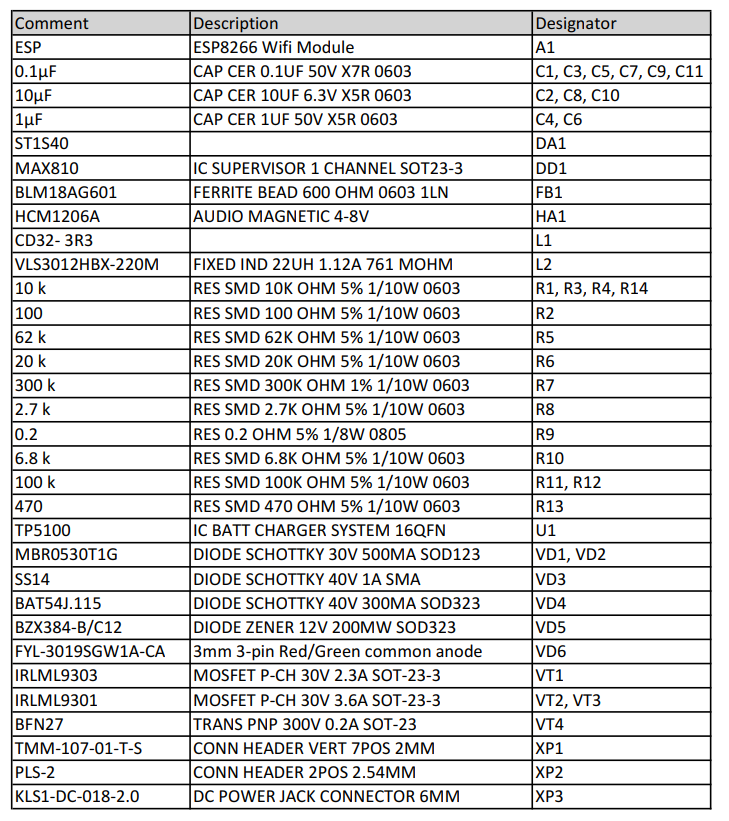 Comment Description Designator
ESP ESP8266 Wifi Module A1
0.1µF CAP CER 0.1UF 50V X7R 0603 C1, C3, C5, C7, C9, C11
10µF CAP CER 10UF 6.3V X5R 0603 C2, C8, C10
1µF CAP CER 1UF 50V X5R 0603 C4, C6
ST1S40 DA1
MAX810 IC SUPERVISOR 1 CHANNEL SOT23-3 DD1
BLM18AG601 FERRITE BEAD 600 OHM 0603 1LN FB1
HCM1206A AUDIO MAGNETIC 4-8V HA1
CD32- 3R3 L1
VLS3012HBX-220M FIXED IND 22UH 1.12A 761 MOHM L2
10 k RES SMD 10K OHM 5% 1/10W 0603 R1, R3, R4, R14
100 RES SMD 100 OHM 5% 1/10W 0603 R2
62 k RES SMD 62K OHM 5% 1/10W 0603 R5
20 k RES SMD 20K OHM 5% 1/10W 0603 R6
300 k RES SMD 300K OHM 1% 1/10W 0603 R7
2.7 k RES SMD 2.7K OHM 5% 1/10W 0603 R8
0.2 RES 0.2 OHM 5% 1/8W 0805 R9
6.8 k RES SMD 6.8K OHM 5% 1/10W 0603 R10
100 k RES SMD 100K OHM 5% 1/10W 0603 R11, R12
470 RES SMD 470 OHM 5% 1/10W 0603 R13
TP5100 IC BATT CHARGER SYSTEM 16QFN U1
MBR0530T1G DIODE SCHOTTKY 30V 500MA SOD123 VD1, VD2
SS14 DIODE SCHOTTKY 40V 1A SMA VD3
BAT54J.115 DIODE SCHOTTKY 40V 300MA SOD323 VD4
BZX384-B/C12 DIODE ZENER 12V 200MW SOD323 VD5
FYL-3019SGW1A-CA 3mm 3-pin Red/Green common anode VD6
IRLML9303 MOSFET P-CH 30V 2.3A SOT-23-3 VT1
IRLML9301 MOSFET P-CH 30V 3.6A SOT-23-3 VT2, VT3
BFN27 TRANS PNP 300V 0.2A SOT-23 VT4
TMM-107-01-T-S CONN HEADER VERT 7POS 2MM XP1
PLS-2 CONN HEADER 2POS 2.54MM XP2
KLS1-DC-018-2.0 DC POWER JACK CONNECTOR 6MM XP3